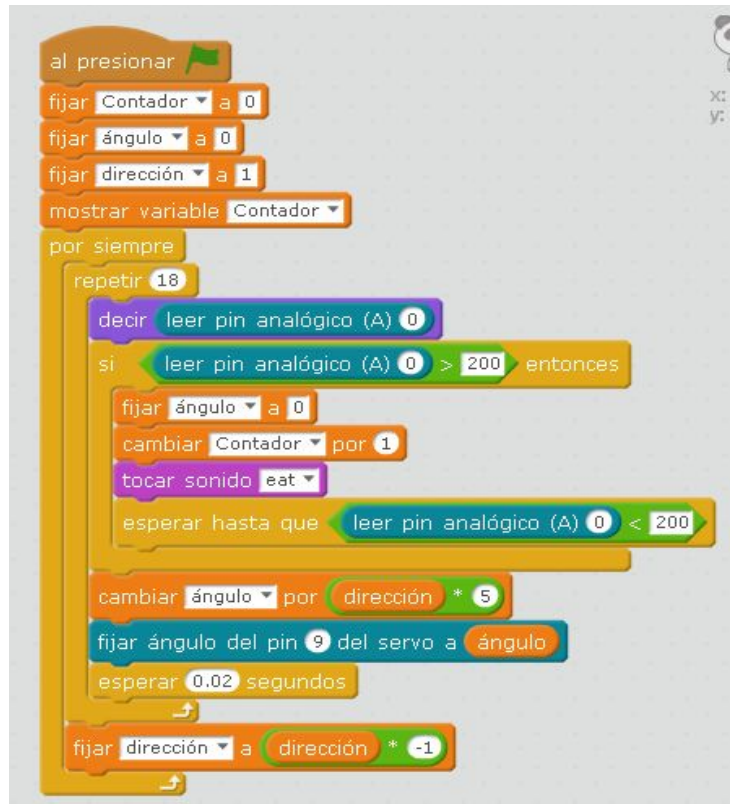 al presionar
fijar Contador a 0
fijar ángulo a 0
fijar dirección a 1
mostrar variable Contador
por siempre
repetir 18
decir leer pin analógico (A) 0
si leer pin analógico (A) 0 > 200 entonces
fijar ángulo a 0
cambiar Contador por 1
tocar sonido eat
esperar hasta que leer pin analógico (A) 0 < 200
cambiar ángulo por dirección * 5
fijar ángulo del pin 9 del servo a ángulo
esperar 0.02 segundos
fijar dirección a dirección * -1
x:
y: